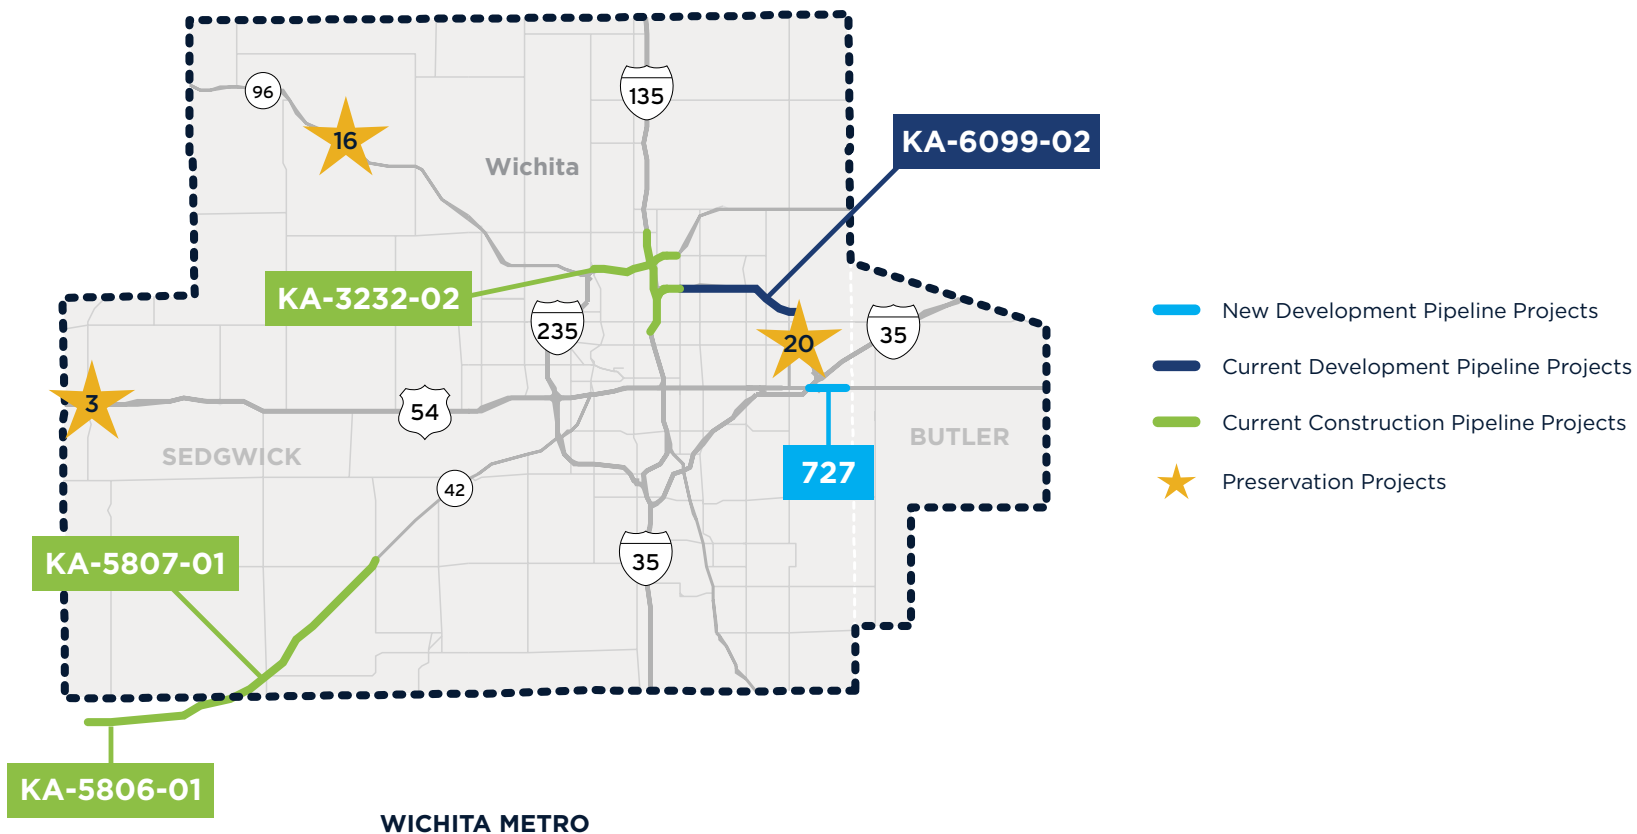 96
135
16
KA-6099-02
Wichita
KA-3232-02
235
20
35
New Development Pipeline Projects
Current Development Pipeline Projects
3
54
Current Construction Pipeline Projects
SEDGWICK
BUTLER
727
42
Preservation Projects
KA-5807-01
35
KA-5806-01
WICHITA METRO